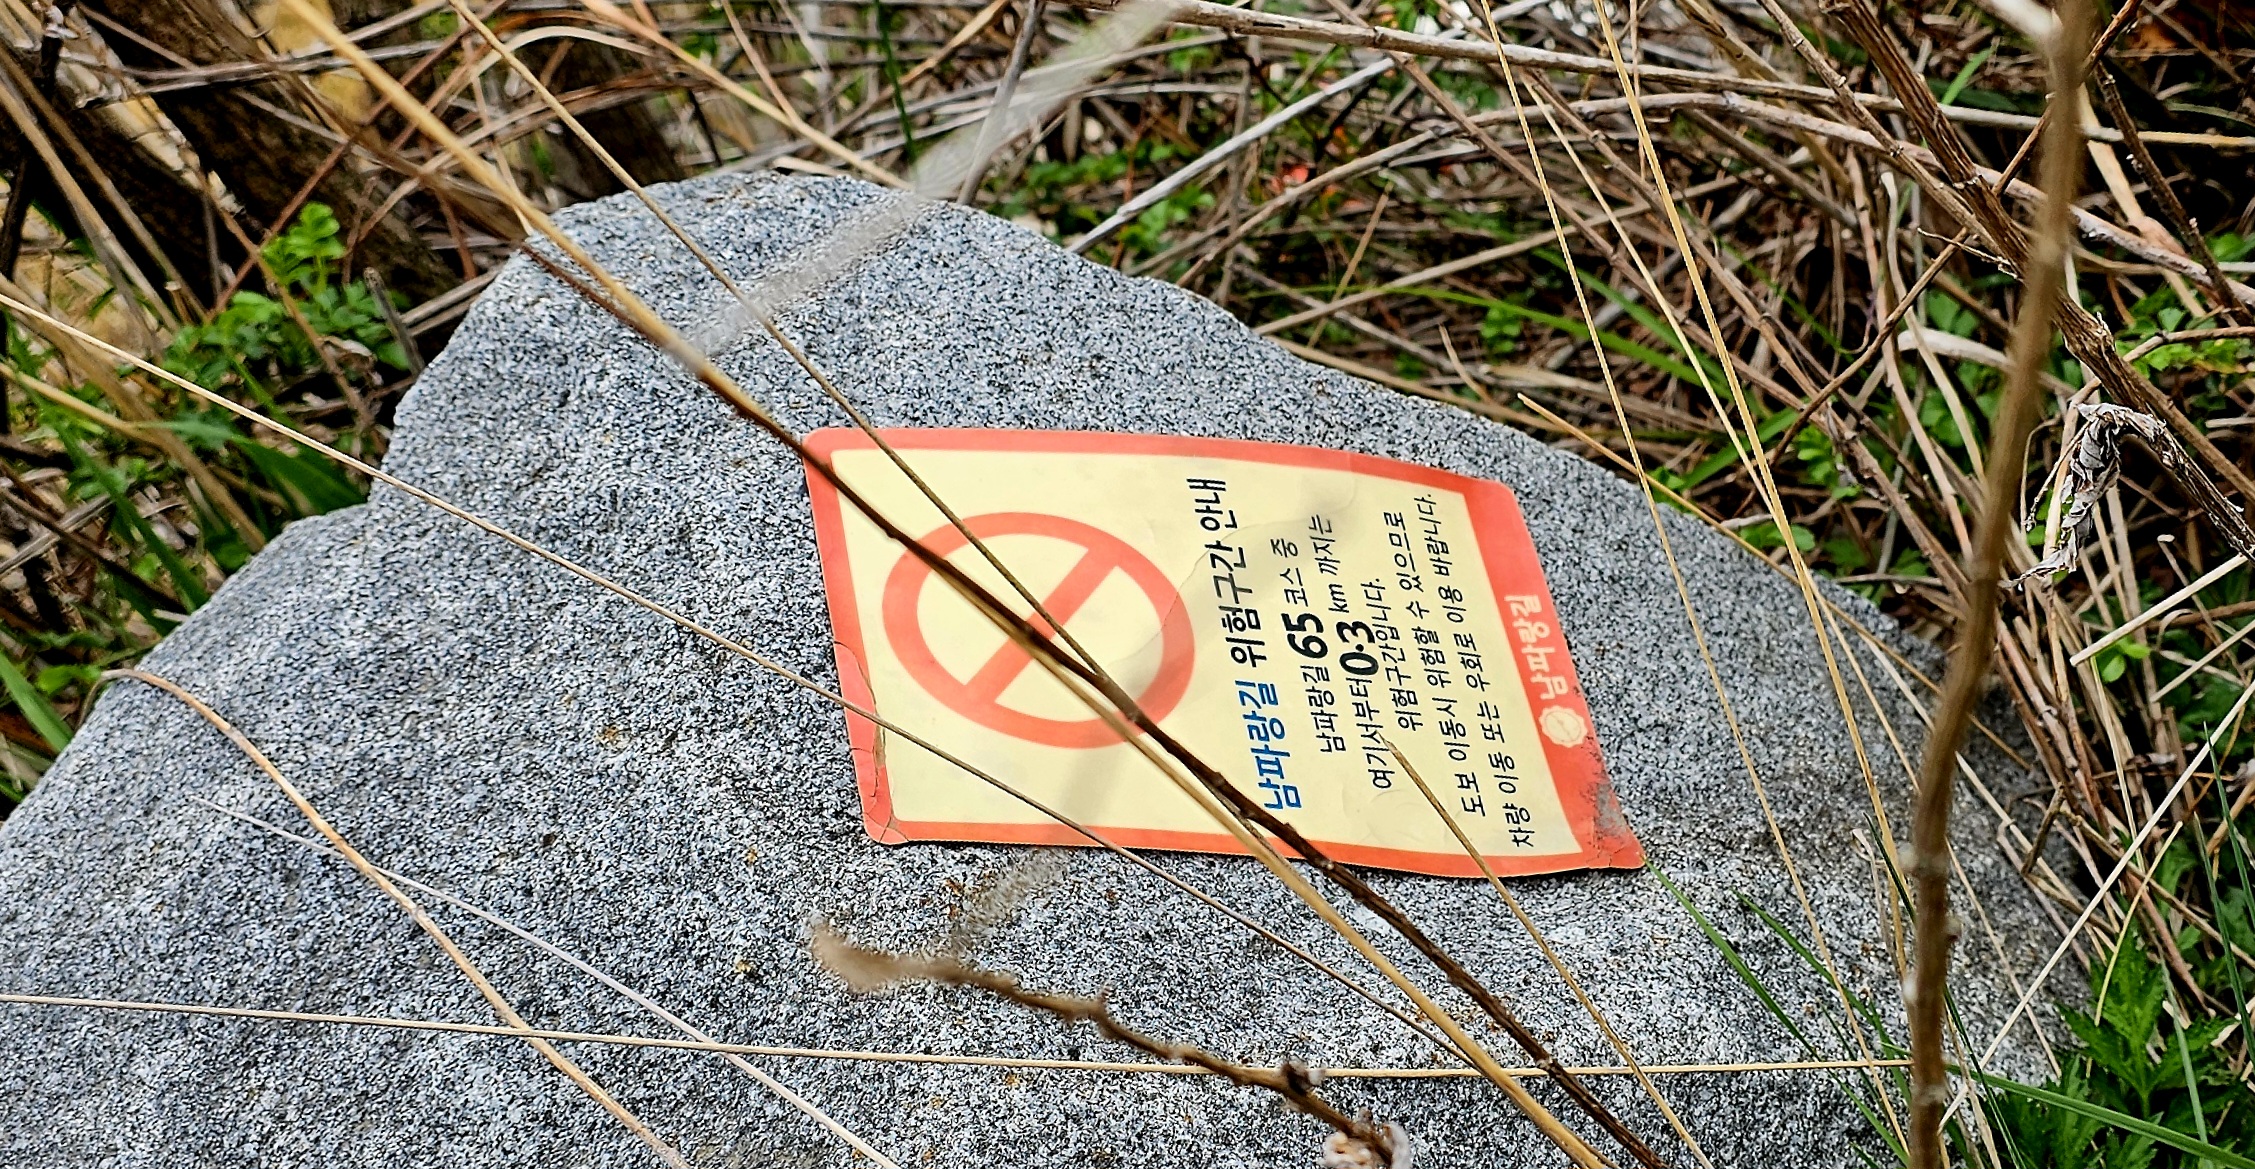 남파랑길 위험구간 안내
남파랑길 65 코스 중
여기서부터 0.3 km 까지는
위험구간입니다.
도보 이동시 위험할 수 있으므로
차량 이동 또는 우회로 이용 바랍니다.
남파랑길